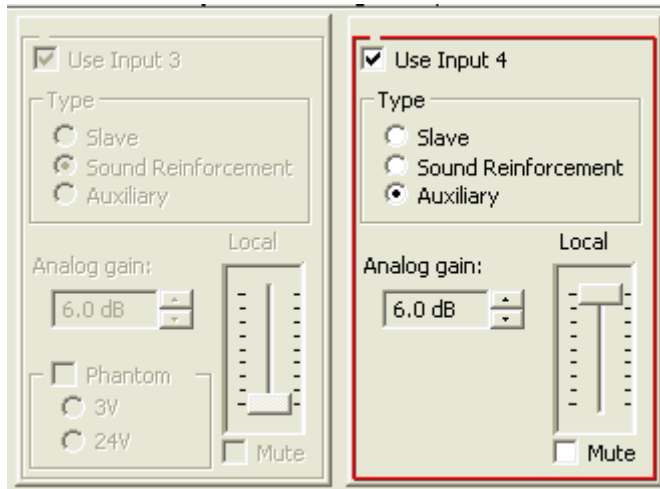 Use Input 3
Type
Slave
Sound Reinforcement
Auxiliary
Local
Analog gain:
6.0 dB
Phantom
3V
24V
Mute
Use Input 4
Type
Slave
Sound Reinforcement
Auxiliary
Local
Analog gain:
6.0 dB
Mute